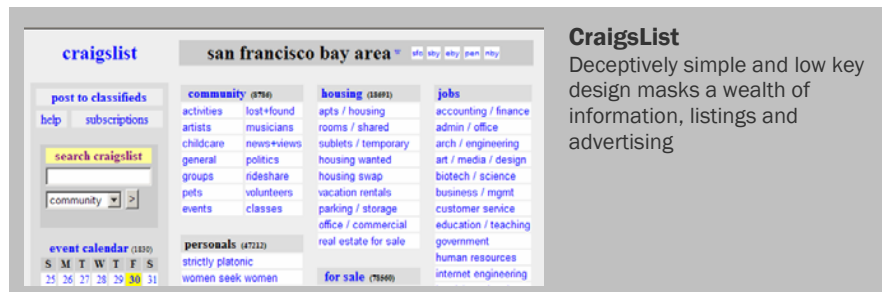 craigslist
san francisco bay area w sfo sby eby pen nby
post to classifieds
help subscriptions
search craigslist
community >
event calendar (1830)
S M T W T F S
25 26 27 28 29 30 31
community (8786)
activities lost+found
artists musicians
childcare news+views
general politics
groups rideshare
pets volunteers
events classes
personals (47212)
strictly platonic
women seek women
housing (18691)
apts / housing
rooms / shared
sublets / temporary
housing wanted
housing swap
vacation rentals
parking / storage
office / commercial
real estate for sale
for sale (78660)
jobs
accounting / finance
admin / office
arch / engineering
art / media / design
biotech / science
business / mgmt
customer service
education / teaching
government
human resources
internet engineering
CraigsList
Deceptively simple and low key
design masks a wealth of
information, listings and
advertising